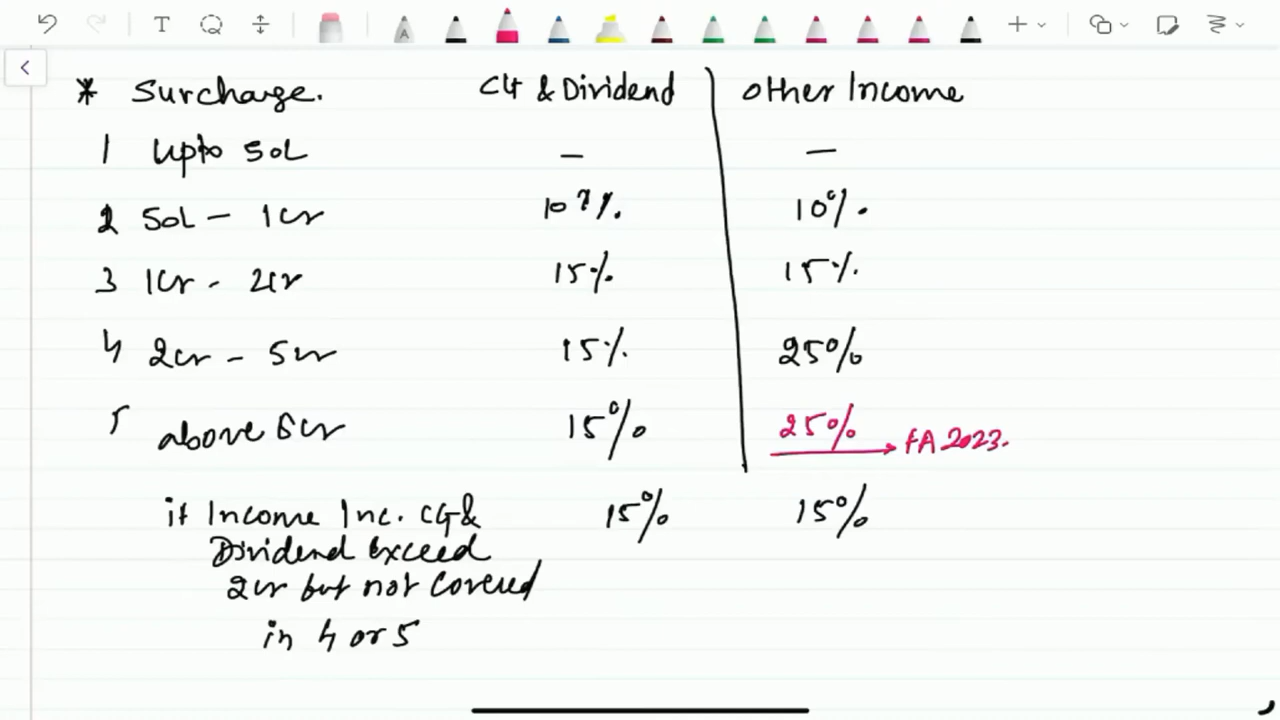 * Surcharge. CG & Dividend Other Income
1 Upto 50L — —
2 50L — 1cr 10% 10%.
3 1Cr - 2Cr 15% 15%.
4 2cr - 5cr 15% 25%
5 above 5cr 15% 25% → FA 2023.
if Income Inc. CG & 15% 15%
Dividend Exceed
2cr but not Covered
in 4 or 5